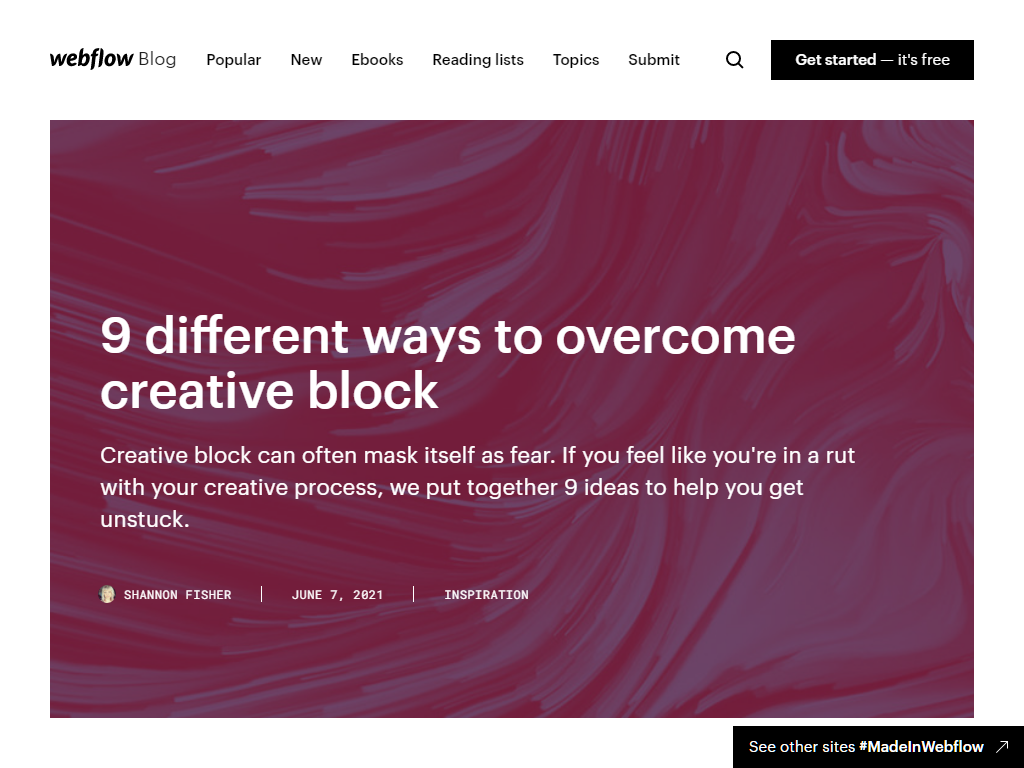 webflow Blog Popular New Ebooks Reading lists Topics Submit Get started — it's free
9 different ways to overcome
creative block
Creative block can often mask itself as fear. If you feel like you're in a rut
with your creative process, we put together 9 ideas to help you get
unstuck.
SHANNON FISHER JUNE 7, 2021 INSPIRATION
See other sites #MadeInWebflow